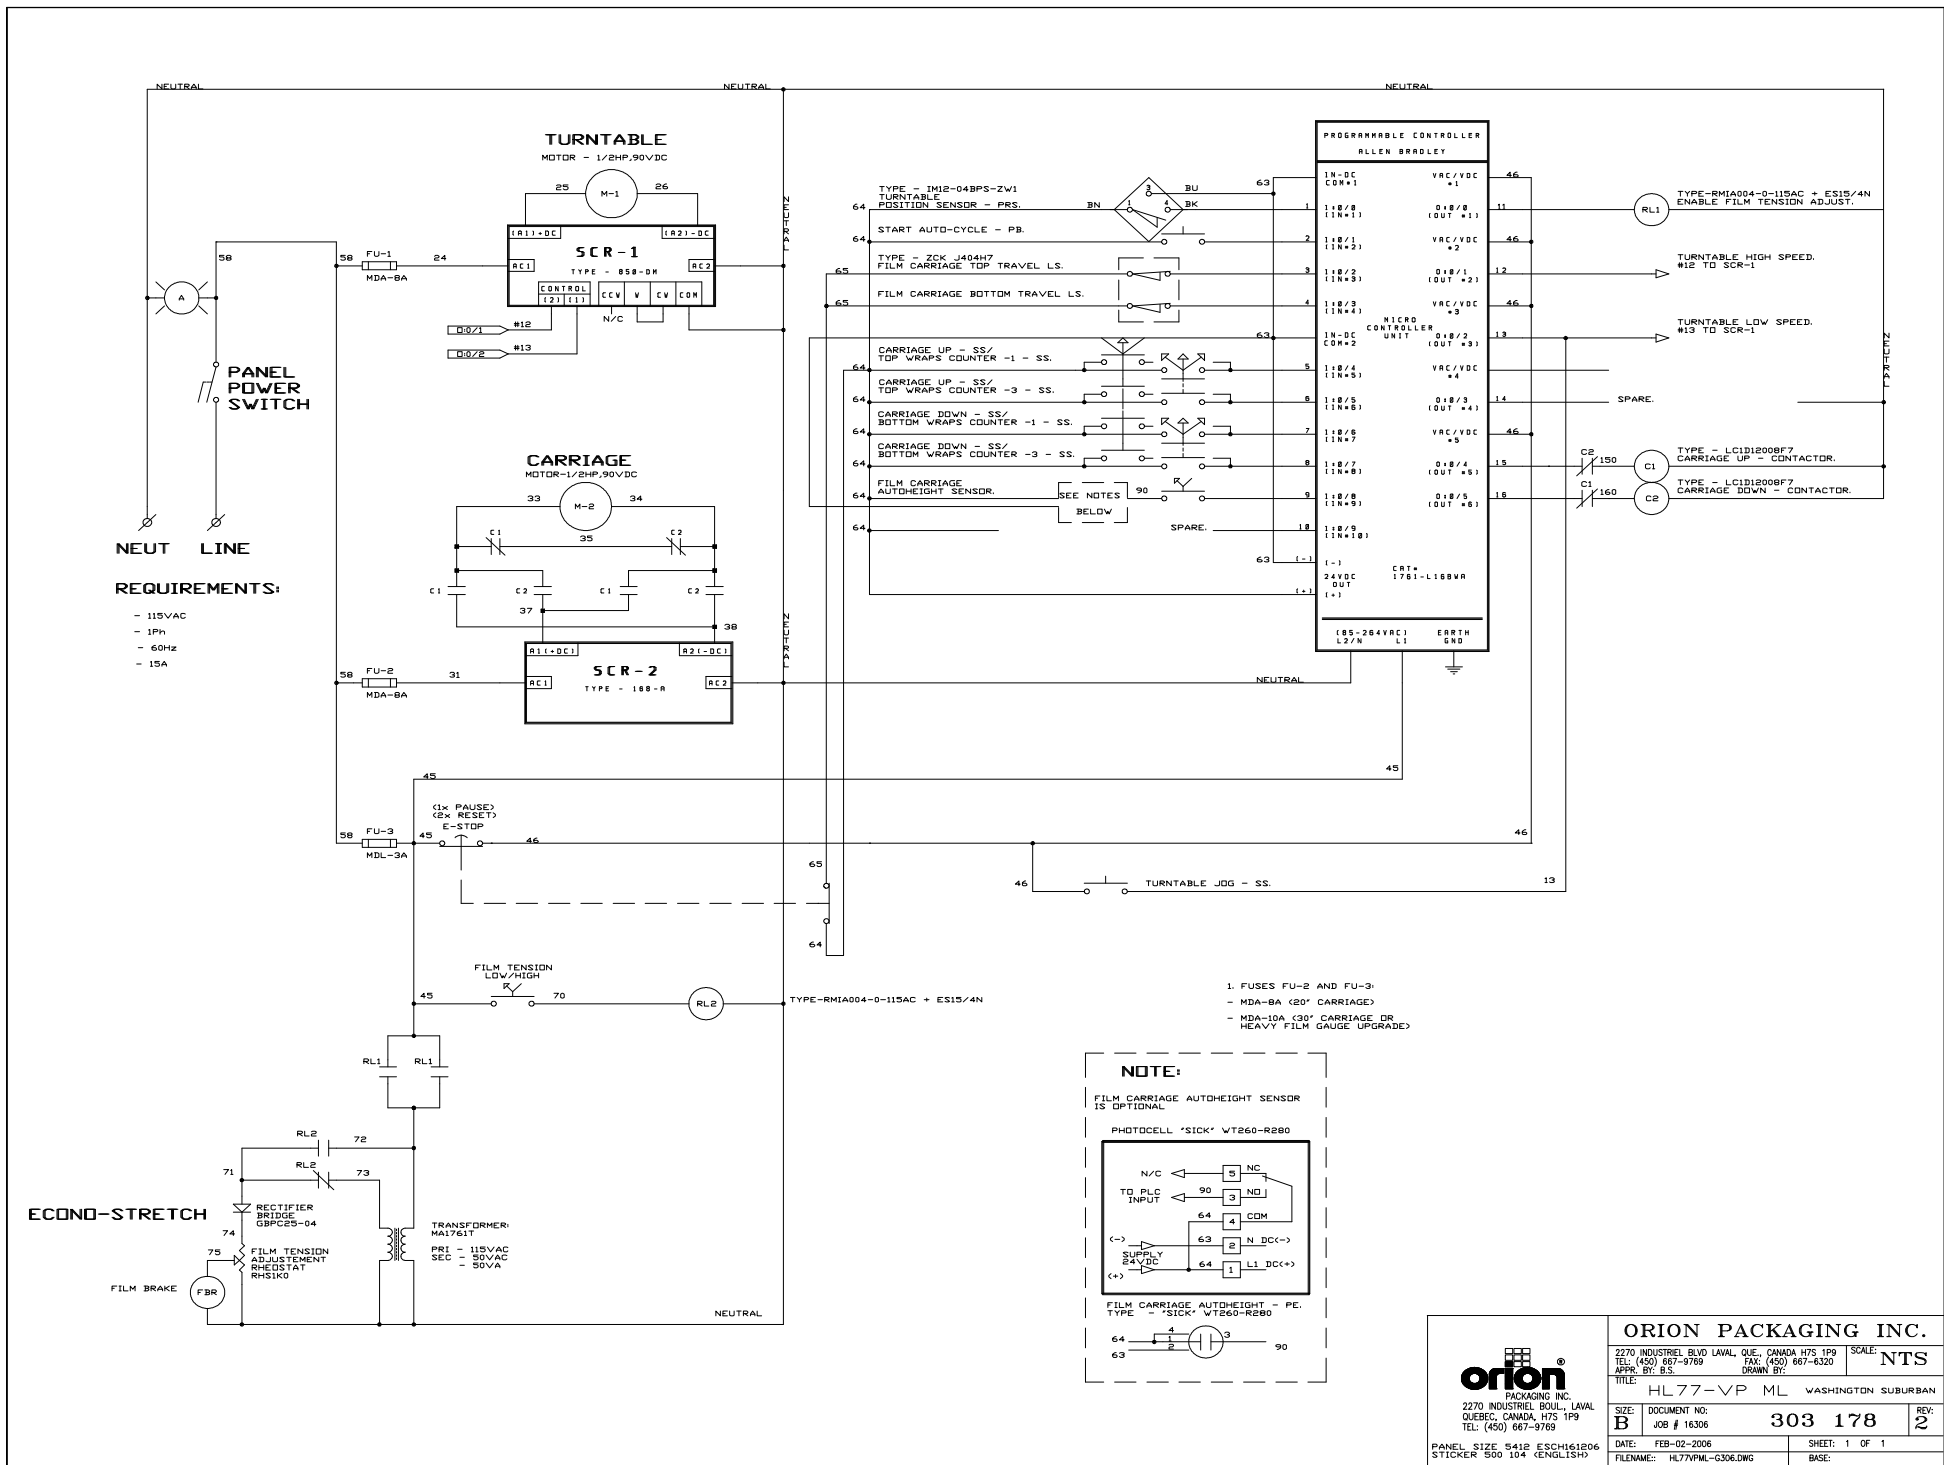 NEUTRAL
NEUTRAL
NEUTRAL
TURNTABLE
MOTOR - 1/2HP,90VDC
25
M-1
26
(A1)+DC
(A2)-DC
SCR-1
TYPE - 850-DM
AC1
AC2
CONTROL
(2) (1)
CCW
W
CW
COM
N/C
O:0/1
#12
O:0/2
#13
58
58
FU-1
24
MDA-8A
A
PANEL
POWER
SWITCH
NEUT
LINE
REQUIREMENTS:
- 115VAC
- 1Ph
- 60Hz
- 15A
NEUTRAL
CARRIAGE
MOTOR-1/2HP,90VDC
33
M-2
34
C1
35
C2
C1
C2
C1
C2
37
38
A1(+DC)
A2(-DC)
SCR-2
TYPE - 168-A
AC1
AC2
58
FU-2
31
MDA-8A
NEUTRAL
NEUTRAL
45
45
(1x PAUSE)
(2x RESET)
E-STOP
58
FU-3
45
46
MDL-3A
46
65
64
46
TURNTABLE JOG - SS.
13
FILM TENSION
LOW/HIGH
45
70
RL2
TYPE-RMIA004-0-115AC + ES15/4N
RL1
RL1
RL2
72
71
RL2
73
ECONO-STRETCH
RECTIFIER
BRIDGE
GBPC25-04
74
75
FILM TENSION
ADJUSTEMENT
RHEOSTAT
RHS1K0
FILM BRAKE
FBR
TRANSFORMER:
MA1761T
PRI - 115VAC
SEC - 50VAC
- 50VA
NEUTRAL
TYPE - IM12-04BPS-ZW1
TURNTABLE
POSITION SENSOR - PRS.
64
BN
3
1
4
BU
BK
63
START AUTO-CYCLE - PB.
64
TYPE - ZCK J404H7
FILM CARRIAGE TOP TRAVEL LS.
65
FILM CARRIAGE BOTTOM TRAVEL LS.
65
63
CARRIAGE UP - SS/
TOP WRAPS COUNTER -1 - SS.
64
CARRIAGE UP - SS/
TOP WRAPS COUNTER -3 - SS.
64
CARRIAGE DOWN - SS/
BOTTOM WRAPS COUNTER -1 - SS.
64
CARRIAGE DOWN - SS/
BOTTOM WRAPS COUNTER -3 - SS.
64
FILM CARRIAGE
AUTOHEIGHT SENSOR.
64
SEE NOTES
BELOW
90
64
SPARE.
63
PROGRAMMABLE CONTROLLER
ALLEN BRADLEY
IN-DC
COM#1
1
I:0/0
(IN#1)
2
I:0/1
(IN#2)
3
I:0/2
(IN#3)
4
I:0/3
(IN#4)
IN-DC
COM#2
5
I:0/4
(IN#5)
6
I:0/5
(IN#6)
7
I:0/6
(IN#7
8
I:0/7
(IN#8)
9
I:0/8
(IN#9)
10
I:0/9
(IN#10)
(-)
(-)
24VDC
OUT
(+)
(+)
MICRO
CONTROLLER
UNIT
CAT#
1761-L16BWA
(85-264VAC)
L2/N
L1
EARTH
GND
VAC/VDC
#1
46
O:0/0
(OUT #1)
11
VAC/VDC
#2
46
O:0/1
(OUT #2)
12
VAC/VDC
#3
46
O:0/2
(OUT #3)
13
VAC/VDC
#4
O:0/3
(OUT #4)
14
VAC/VDC
#5
46
O:0/4
(OUT #5)
15
O:0/5
(OUT #6)
16
RL1
TYPE-RMIA004-0-115AC + ES15/4N
ENABLE FILM TENSION ADJUST.
TURNTABLE HIGH SPEED.
#12 TO SCR-1
TURNTABLE LOW SPEED.
#13 TO SCR-1
NEUTRAL
SPARE.
C2
150
C1
TYPE - LC1D12008F7
CARRIAGE UP - CONTACTOR.
C1
160
C2
TYPE - LC1D12008F7
CARRIAGE DOWN - CONTACTOR.
1. FUSES FU-2 AND FU-3:
- MDA-8A (20" CARRIAGE)
- MDA-10A (30" CARRIAGE OR
HEAVY FILM GAUGE UPGRADE)
NOTE:
FILM CARRIAGE AUTOHEIGHT SENSOR
IS OPTIONAL
PHOTOCELL "SICK" WT260-R280
N/C
5
NC
TO PLC
INPUT
90
3
NO
64
4
COM
(-)
63
2
N DC(-)
SUPPLY
24VDC
(+)
64
1
L1 DC(+)
FILM CARRIAGE AUTOHEIGHT - PE.
TYPE - "SICK" WT260-R280
64
63
4
1
2
3
90
orion®
PACKAGING INC.
2270 INDUSTRIEL BOUL., LAVAL
QUEBEC, CANADA, H7S 1P9
TEL: (450) 667-9769
PANEL SIZE 5412 ESCH161206
STICKER 500 104 (ENGLISH)
ORION PACKAGING INC.
2270 INDUSTRIEL BLVD LAVAL, QUE., CANADA H7S 1P9
TEL: (450) 667-9769 FAX: (450) 667-6320
APPR. BY: B.S. DRAWN BY:
SCALE: NTS
TITLE: HL77-VP ML WASHINGTON SUBURBAN
SIZE: B
DOCUMENT NO:
JOB # 16306
303 178
REV: 2
DATE: FEB-02-2006
SHEET: 1 OF 1
FILENAME:: HL77VPML-G306.DWG
BASE: